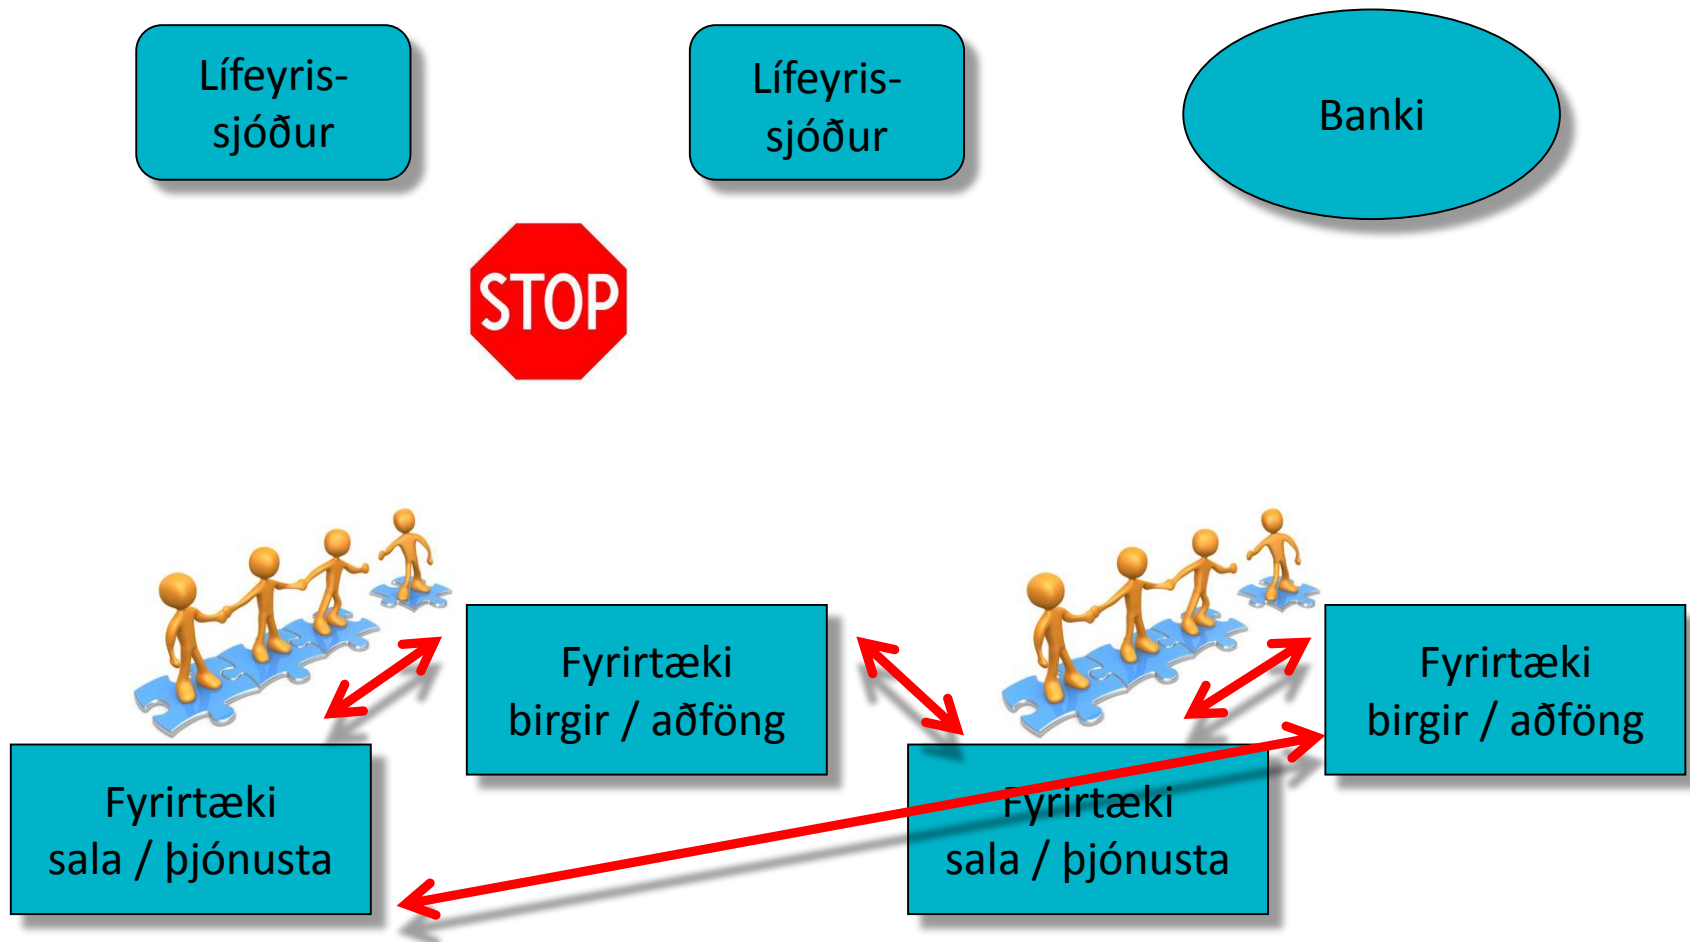 Lífeyris-
sjóður
Lífeyris-
sjóður
Banki
STOP
Fyrirtæki
birgir / aðföng
Fyrirtæki
birgir / aðföng
Fyrirtæki
sala / þjónusta
Fyrirtæki
sala / þjónusta